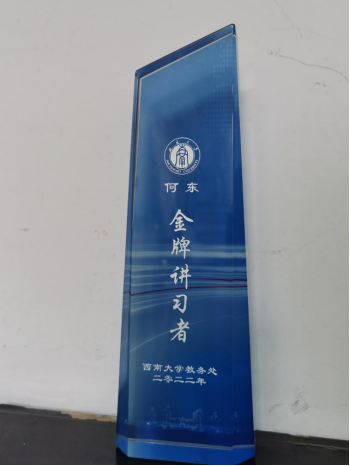 何东
金牌讲习者
西南大学教务处
二零二二年